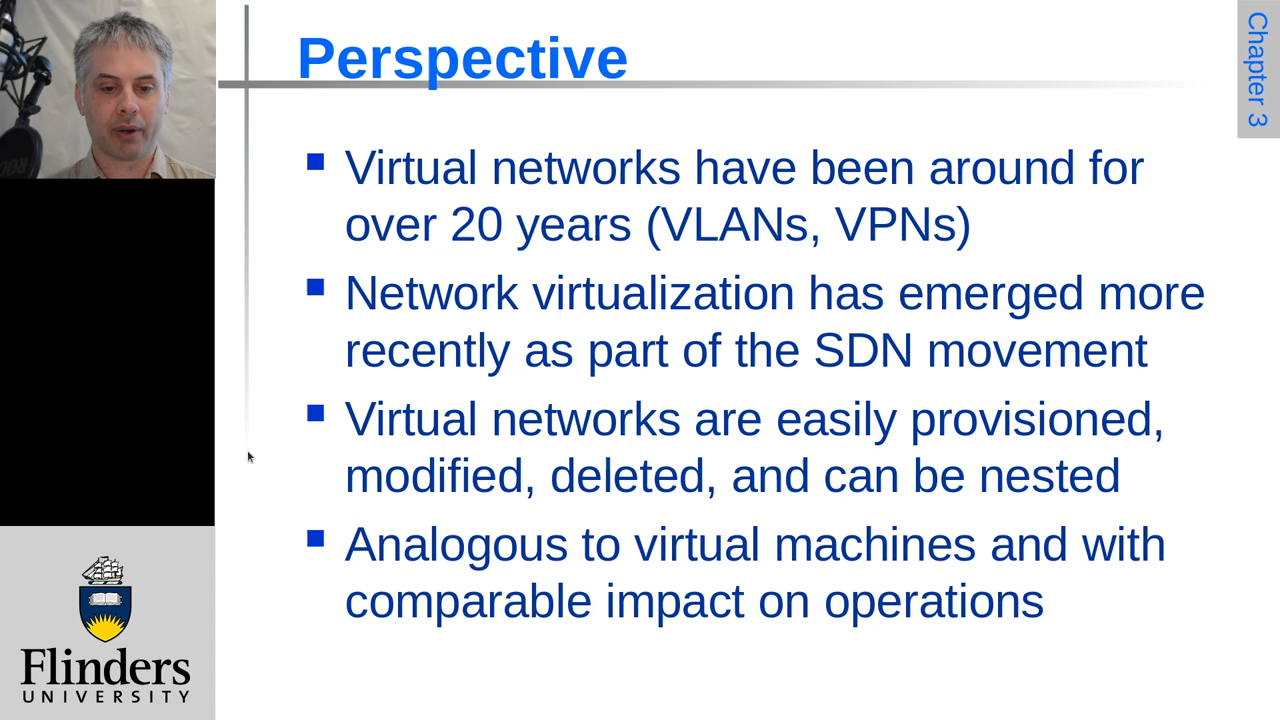 Perspective
Chapter 3
Virtual networks have been around for
over 20 years (VLANs, VPNs)
Network virtualization has emerged more
recently as part of the SDN movement
Virtual networks are easily provisioned,
modified, deleted, and can be nested
Analogous to virtual machines and with
comparable impact on operations
Flinders
UNIVERSITY